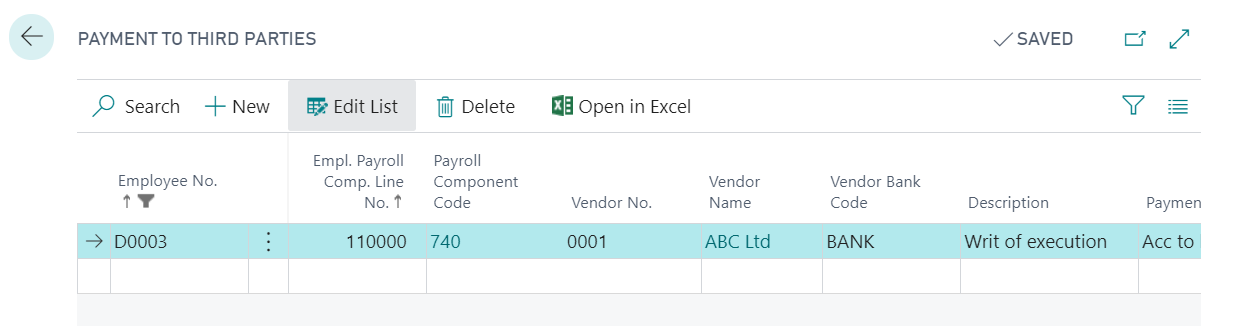 PAYMENT TO THIRD PARTIES
SAVED
Search New Edit List Delete Open in Excel
Employee No.
Empl. Payroll
Comp. Line
No.
Payroll
Component
Code
Vendor No.
Vendor
Name
Vendor Bank
Code
Description
Paymen
D0003 110000 740 0001 ABC Ltd BANK Writ of execution Acc to